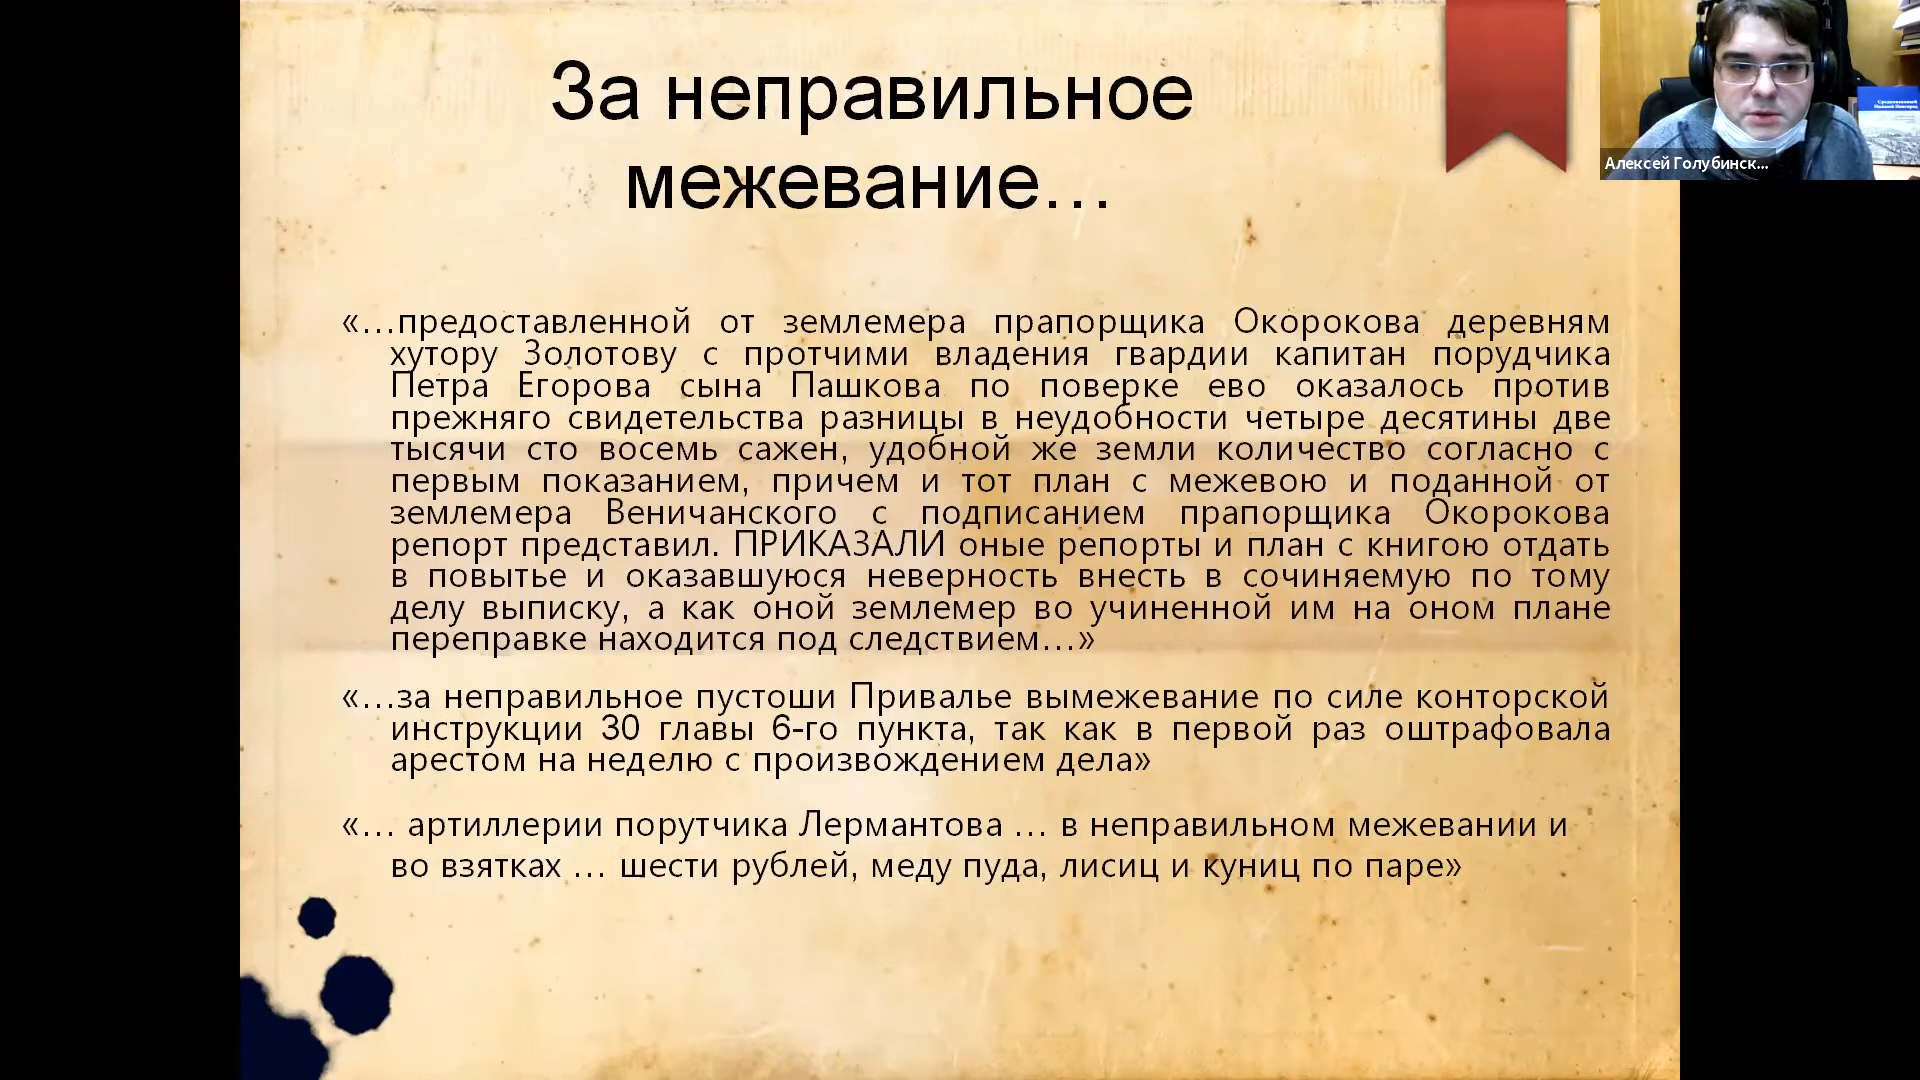 За неправильное
межевание…
Алексей Голубинск...
«…предоставленной от землемера прапорщика Окорокова деревням
хутору Золотову с протчими владения гвардии капитан порудчика
Петра Егорова сына Пашкова по поверке ево оказалось против
прежняго свидетельства разницы в неудобности четыре десятины две
тысячи сто восемь сажен, удобной же земли количество согласно с
первым показанием, причем и тот план с межевою и поданной от
землемера Веничанского с подписанием прапорщика Окорокова
репорт представил. ПРИКАЗАЛИ оные репорты и план с книгою отдать
в повытье и оказавшуюся неверность внесть в сочиняемую по тому
делу выписку, а как оной землемер во учиненной им на оном плане
переправке находится под следствием…»
«…за неправильное пустоши Привалье вымежевание по силе конторской
инструкции 30 главы 6-го пункта, так как в первой раз оштрафовала
арестом на неделю с произвождением дела»
«… артиллерии порутчика Лермантова … в неправильном межевании и
во взятках … шести рублей, меду пуда, лисиц и куниц по паре»